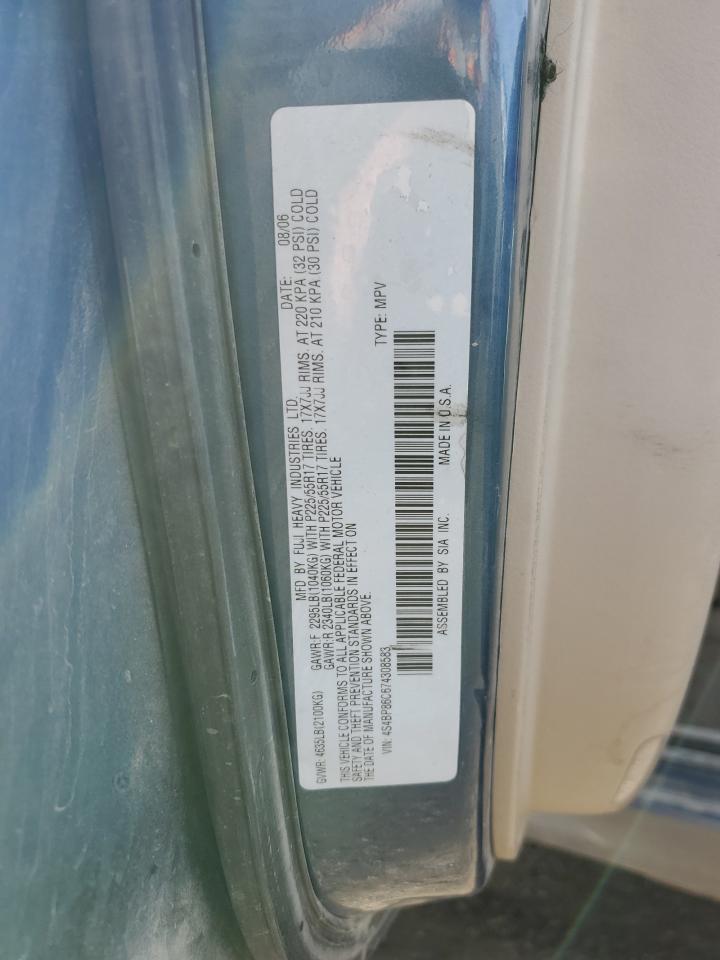 MFD BY FUJI HEAVY INDUSTRIES LTD. DATE: 08/06
GVWR: 4635LB(2100KG) GAWR:F 2295LB(1040KG) WITH P225/55R17 TIRES. 17X7JJ RIMS. AT 220 KPA (32 PSI) COLD
GAWR:R 2340LB(1060KG) WITH P225/55R17 TIRES. 17X7JJ RIMS. AT 210 KPA (30 PSI) COLD
THIS VEHICLE CONFORMS TO ALL APPLICABLE FEDERAL MOTOR VEHICLE
SAFETY AND THEFT PREVENTION STANDARDS IN EFFECT ON
THE DATE OF MANUFACTURE SHOWN ABOVE.
VIN: 4S4BP86C674308583 TYPE: MPV
ASSEMBLED BY SIA INC. MADE IN U.S.A.